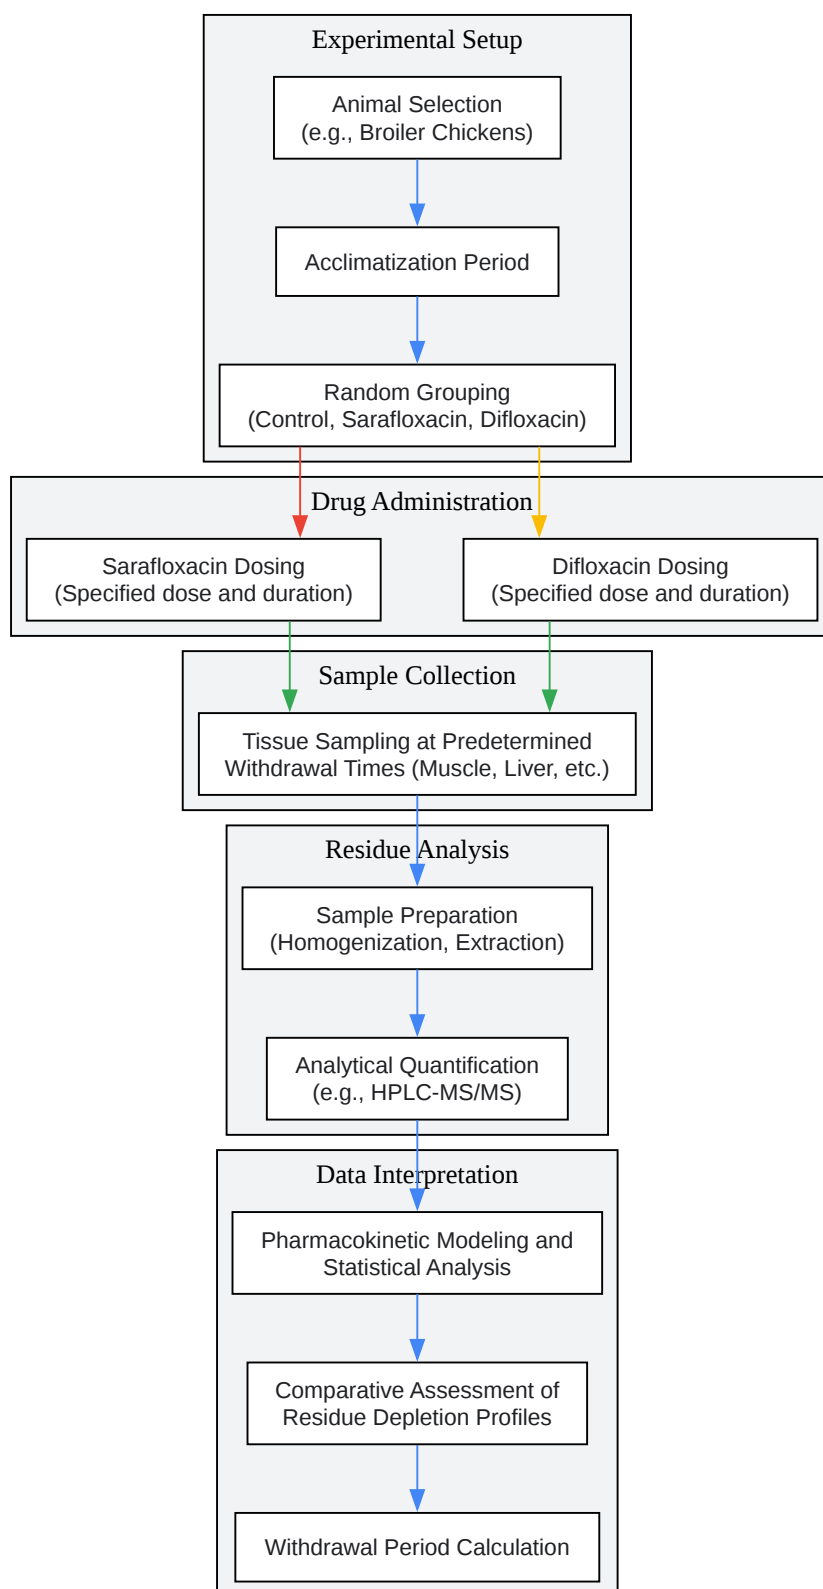 Experimental Setup
Animal Selection
(e.g., Broiler Chickens)
Acclimatization Period
Random Grouping
(Control, Sarafloxacin, Difloxacin)
Drug Administration
Sarafloxacin Dosing
(Specified dose and duration)
Difloxacin Dosing
(Specified dose and duration)
Sample Collection
Tissue Sampling at Predetermined
Withdrawal Times (Muscle, Liver, etc.)
Residue Analysis
Sample Preparation
(Homogenization, Extraction)
Analytical Quantification
(e.g., HPLC-MS/MS)
Data Interpretation
Pharmacokinetic Modeling and
Statistical Analysis
Comparative Assessment of
Residue Depletion Profiles
Withdrawal Period Calculation